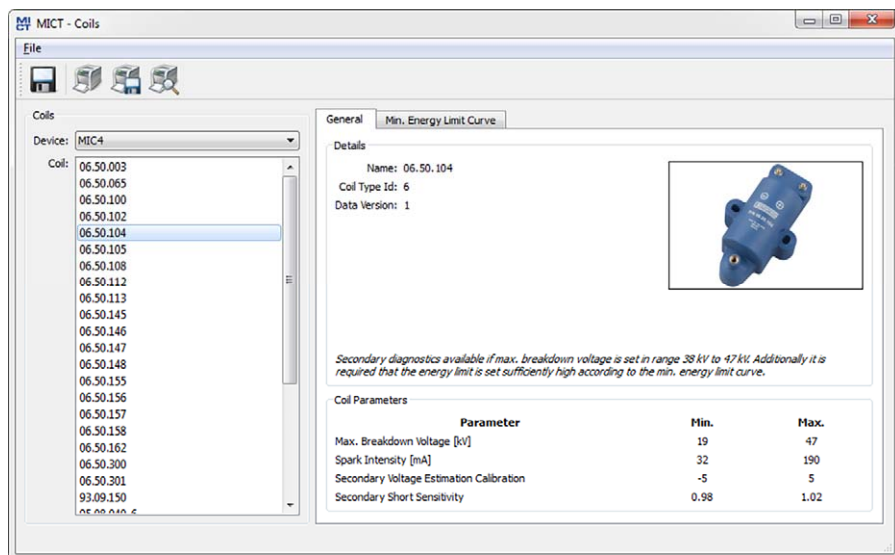 MICT - Coils
File
Coils
Device: MIC4
Coil:
06.50.003
06.50.065
06.50.100
06.50.102
06.50.104
06.50.105
06.50.108
06.50.112
06.50.113
06.50.145
06.50.146
06.50.147
06.50.148
06.50.155
06.50.156
06.50.157
06.50.158
06.50.162
06.50.300
06.50.301
93.09.150
General Min. Energy Limit Curve
Details
Name: 06.50.104
Coil Type Id: 6
Data Version: 1
Secondary diagnostics available if max. breakdown voltage is set in range 38 kV to 47 kV. Additionally it is
required that the energy limit is set sufficiently high according to the min. energy limit curve.
Coil Parameters
Parameter Min. Max.
Max. Breakdown Voltage [kV] 19 47
Spark Intensity [mA] 32 190
Secondary Voltage Estimation Calibration -5 5
Secondary Short Sensitivity 0.98 1.02